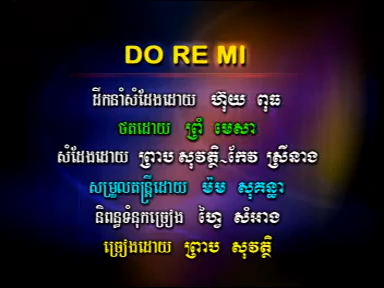 DO RE MI
ដឹកនាំសំដែងដោយ ហ៊ុយ ពុធ
ថតដោយ ព្រំ មេសា
សំដែងដោយ ព្រាប សុវត្ថិ-កែវ ស្រីនាង
សម្រួលតន្ត្រីដោយ ម៉ម សុគន្ធា
និពន្ធទំនុកច្រៀង ហ្វៃ សំអាង
ច្រៀងដោយ ព្រាប សុវត្ថិ